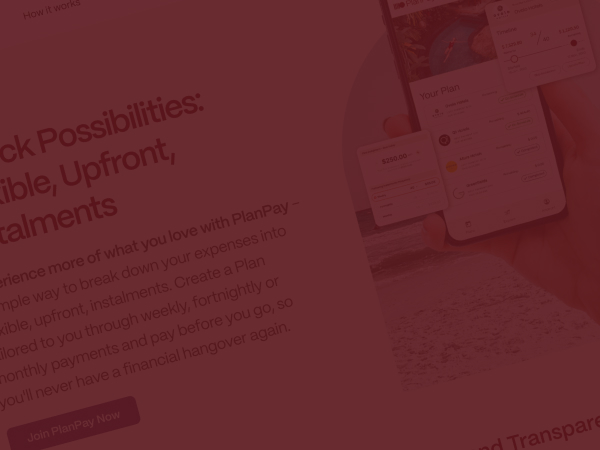 How it works
ck Possibilities:
ible, Upfront,
talments
erience more of what you love with PlanPay –
mple way to break down your expenses into
xible, upfront, instalments. Create a Plan
ilored to you through weekly, fortnightly or
monthly payments and pay before you go, so
you'll never have a financial hangover again.
Join PlanPay Now
Your Plan
$250.00
nd Transpare